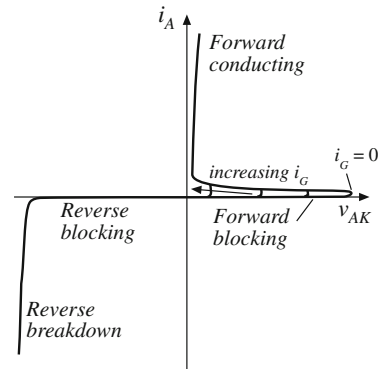 i_A
Forward
conducting
i_G = 0
increasing i_G
Reverse
blocking
Forward
blocking
v_AK
Reverse
breakdown